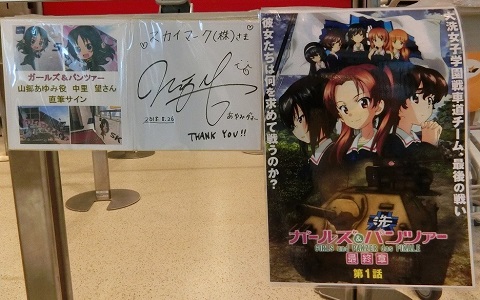 ガールズ&パンツァー
山郷あゆみ役 中里 望さん
直筆サイン
スカイマーク(株)さま
2018.8.26
THANK YOU!!
大洗女子学園戦車道チーム、最後の戦い
彼女たちは何を求めて戦うのか?
洗
ガールズ&パンツァー
GIRLS und PANZER das FINALE
最終章
第1話